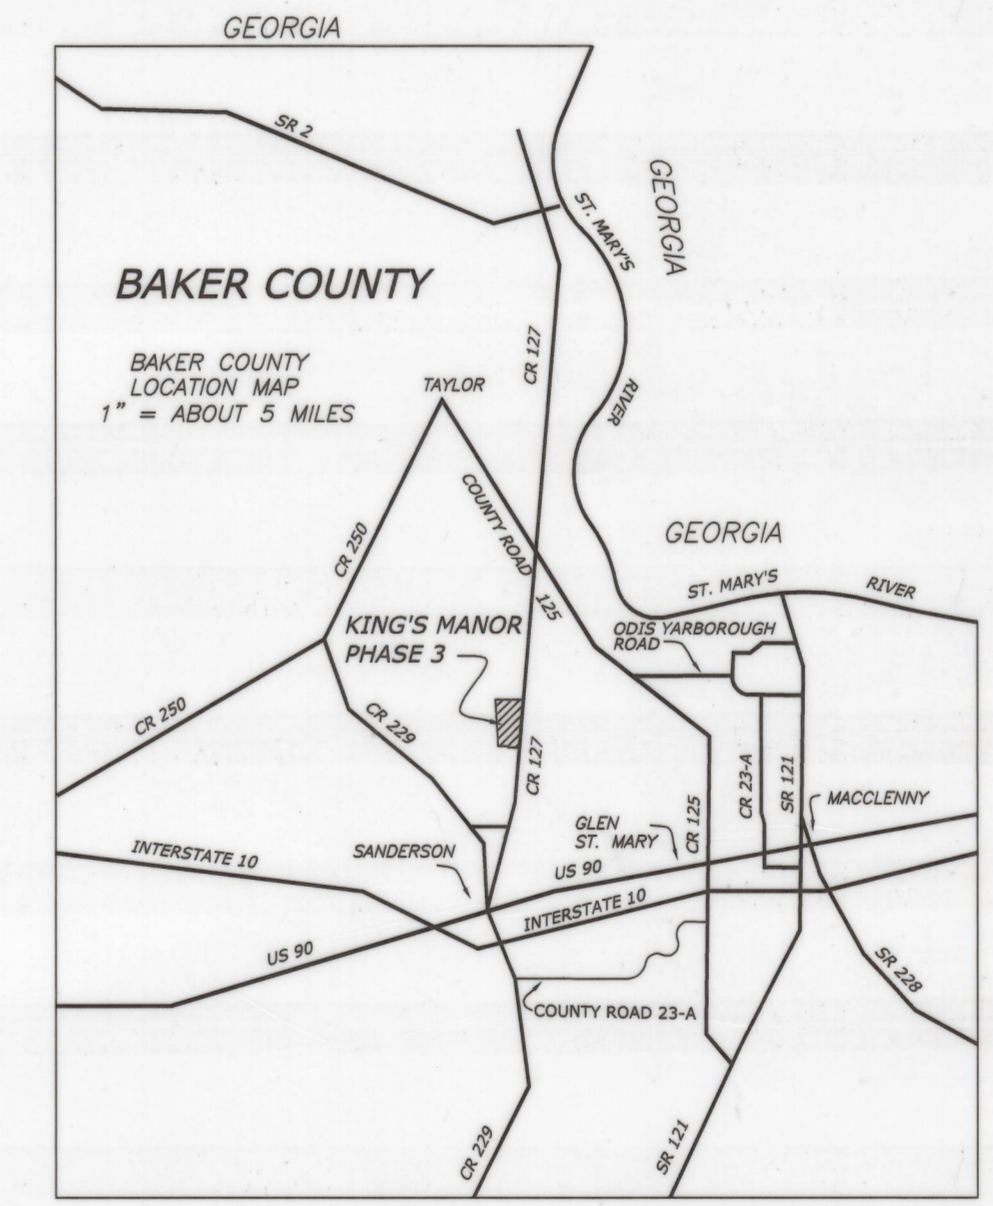 GEORGIA
SR 2
GEORGIA
ST. MARY'S
BAKER COUNTY
CR 127
BAKER COUNTY
LOCATION MAP
1" = ABOUT 5 MILES
TAYLOR
RIVER
COUNTY ROAD
125
CR 250
GEORGIA
ST. MARY'S
RIVER
KING'S MANOR
PHASE 3
ODIS YARBOROUGH
ROAD
CR 250
CR 229
CR 127
CR 23-A
SR 121
MACCLENNY
CR 125
GLEN
ST. MARY
INTERSTATE 10
SANDERSON
US 90
INTERSTATE 10
US 90
SR 228
COUNTY ROAD 23-A
CR 229
SR 121